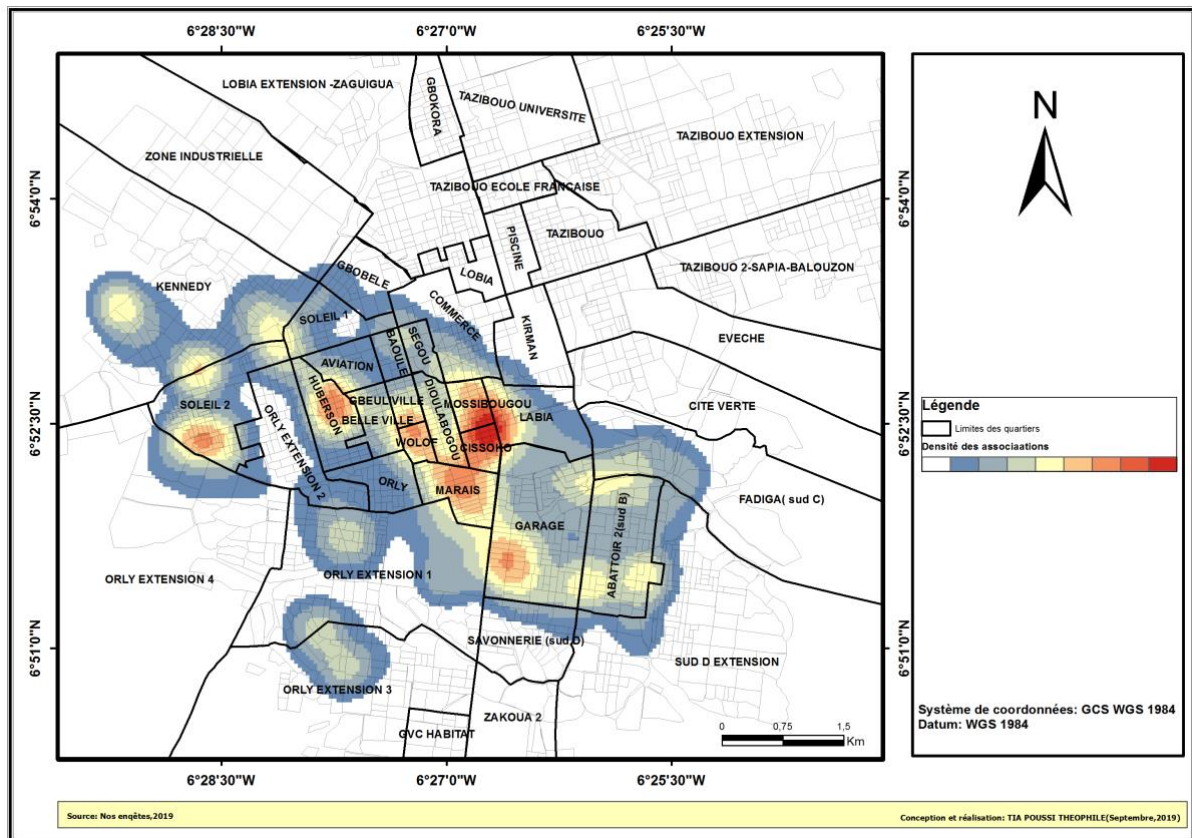 6°28'30"W
6°27'0"W
6°25'30"W
6°54'0"N
6°52'30"N
6°51'0"N
LOBIA EXTENSION -ZAGUIGUA
GBOKORA
TAZIBOUO UNIVERSITE
TAZIBOUO EXTENSION
ZONE INDUSTRIELLE
TAZIBOUO ECOLE FRANCAISE
PISCINE
TAZIBOUO
GBOBELE
LOBIA
TAZIBOUO 2-SAPIA-BALOUZON
KENNEDY
COMMERCE
SOLEIL 1
KIRMAN
SEGOU
BAOULE
EVECHE
AVIATION
HUBERSON
GBEULIVILLE
DIOULABOGOU
MOSSIBOUGOU
SOLEIL 2
ORLY EXTENSION 2
BELLE VILLE
LABIA
CITE VERTE
WOLOF
CISSOHO
ORLY
MARAIS
FADIGA( sud C)
GARAGE
ABATTOIR 2(sud B)
ORLY EXTENSION 4
ORLY EXTENSION 1
SAVONNERIE (sud D)
SUD D EXTENSION
ORLY EXTENSION 3
ZAKOUA 2
GVC HABITAT
0 0,75 1,5
Km
6°54'0"N
6°52'30"N
6°51'0"N
6°28'30"W
6°27'0"W
6°25'30"W
N
Légende
Limites des quartiers
Densité des associaations
Système de coordonnées: GCS WGS 1984
Datum: WGS 1984
Source: Nos enqêtes,2019
Conception et réalisation: TIA POUSSI THEOPHILE(Septembre,2019)